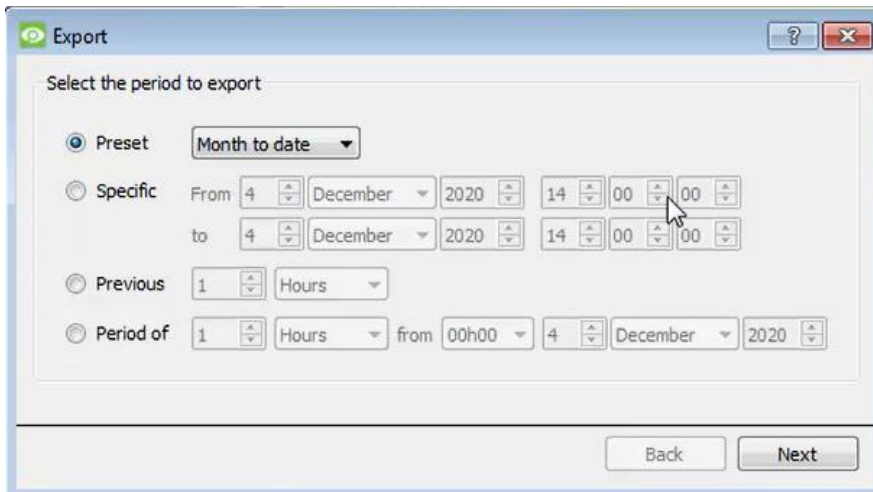 Export
Select the period to export
Preset Month to date
Specific From 4 December 2020 14 00 00
to 4 December 2020 14 00 00
Previous 1 Hours
Period of 1 Hours from 00h00 4 December 2020
Back Next